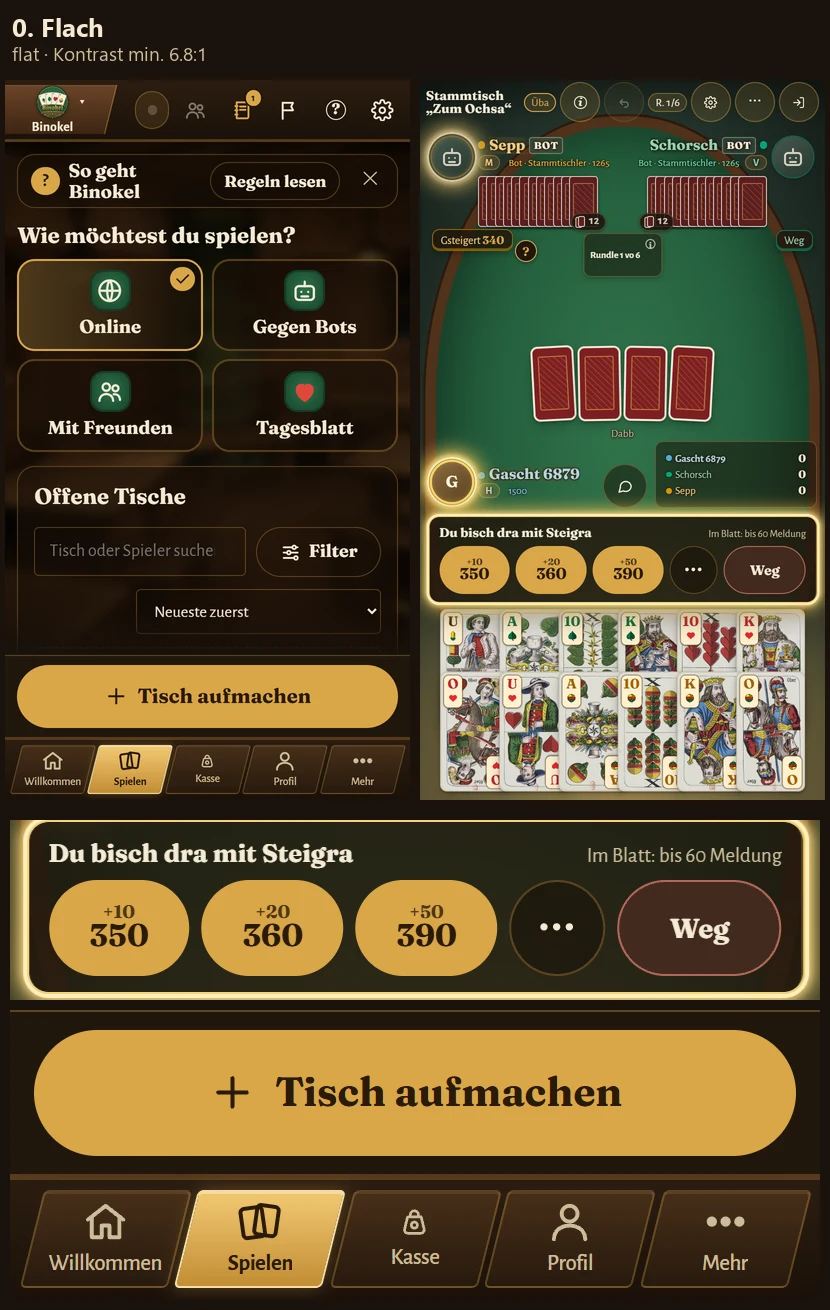 0. Flach
flat · Kontrast min. 6.8:1
Binokel
1
?
?
So geht
Binokel
Regeln lesen
Wie möchtest du spielen?
Online
Gegen Bots
Mit Freunden
Tagesblatt
Offene Tische
Tisch oder Spieler suche
Filter
Neueste zuerst
+ Tisch aufmachen
Willkommen
Spielen
Kasse
Profil
Mehr
Stammtisch
„Zum Ochsa“
Üba
R. 1/6
Sepp BOT
M Bot · Stammtischler · 1265
Schorsch BOT
Bot · Stammtischler · 1265 V
12
12
Gsteigert 340
?
Rundle 1 vo 6
Weg
Dabb
G
Gascht 6879
H 1500
Gascht 6879 0
Schorsch 0
Sepp 0
Du bisch dra mit Steigra
Im Blatt: bis 60 Meldung
+10
350
+20
360
+50
390
Weg
U A 10 K 10 K
O U A 10 K O
Du bisch dra mit Steigra
Im Blatt: bis 60 Meldung
+10
350
+20
360
+50
390
Weg
+ Tisch aufmachen
Willkommen
Spielen
Kasse
Profil
Mehr